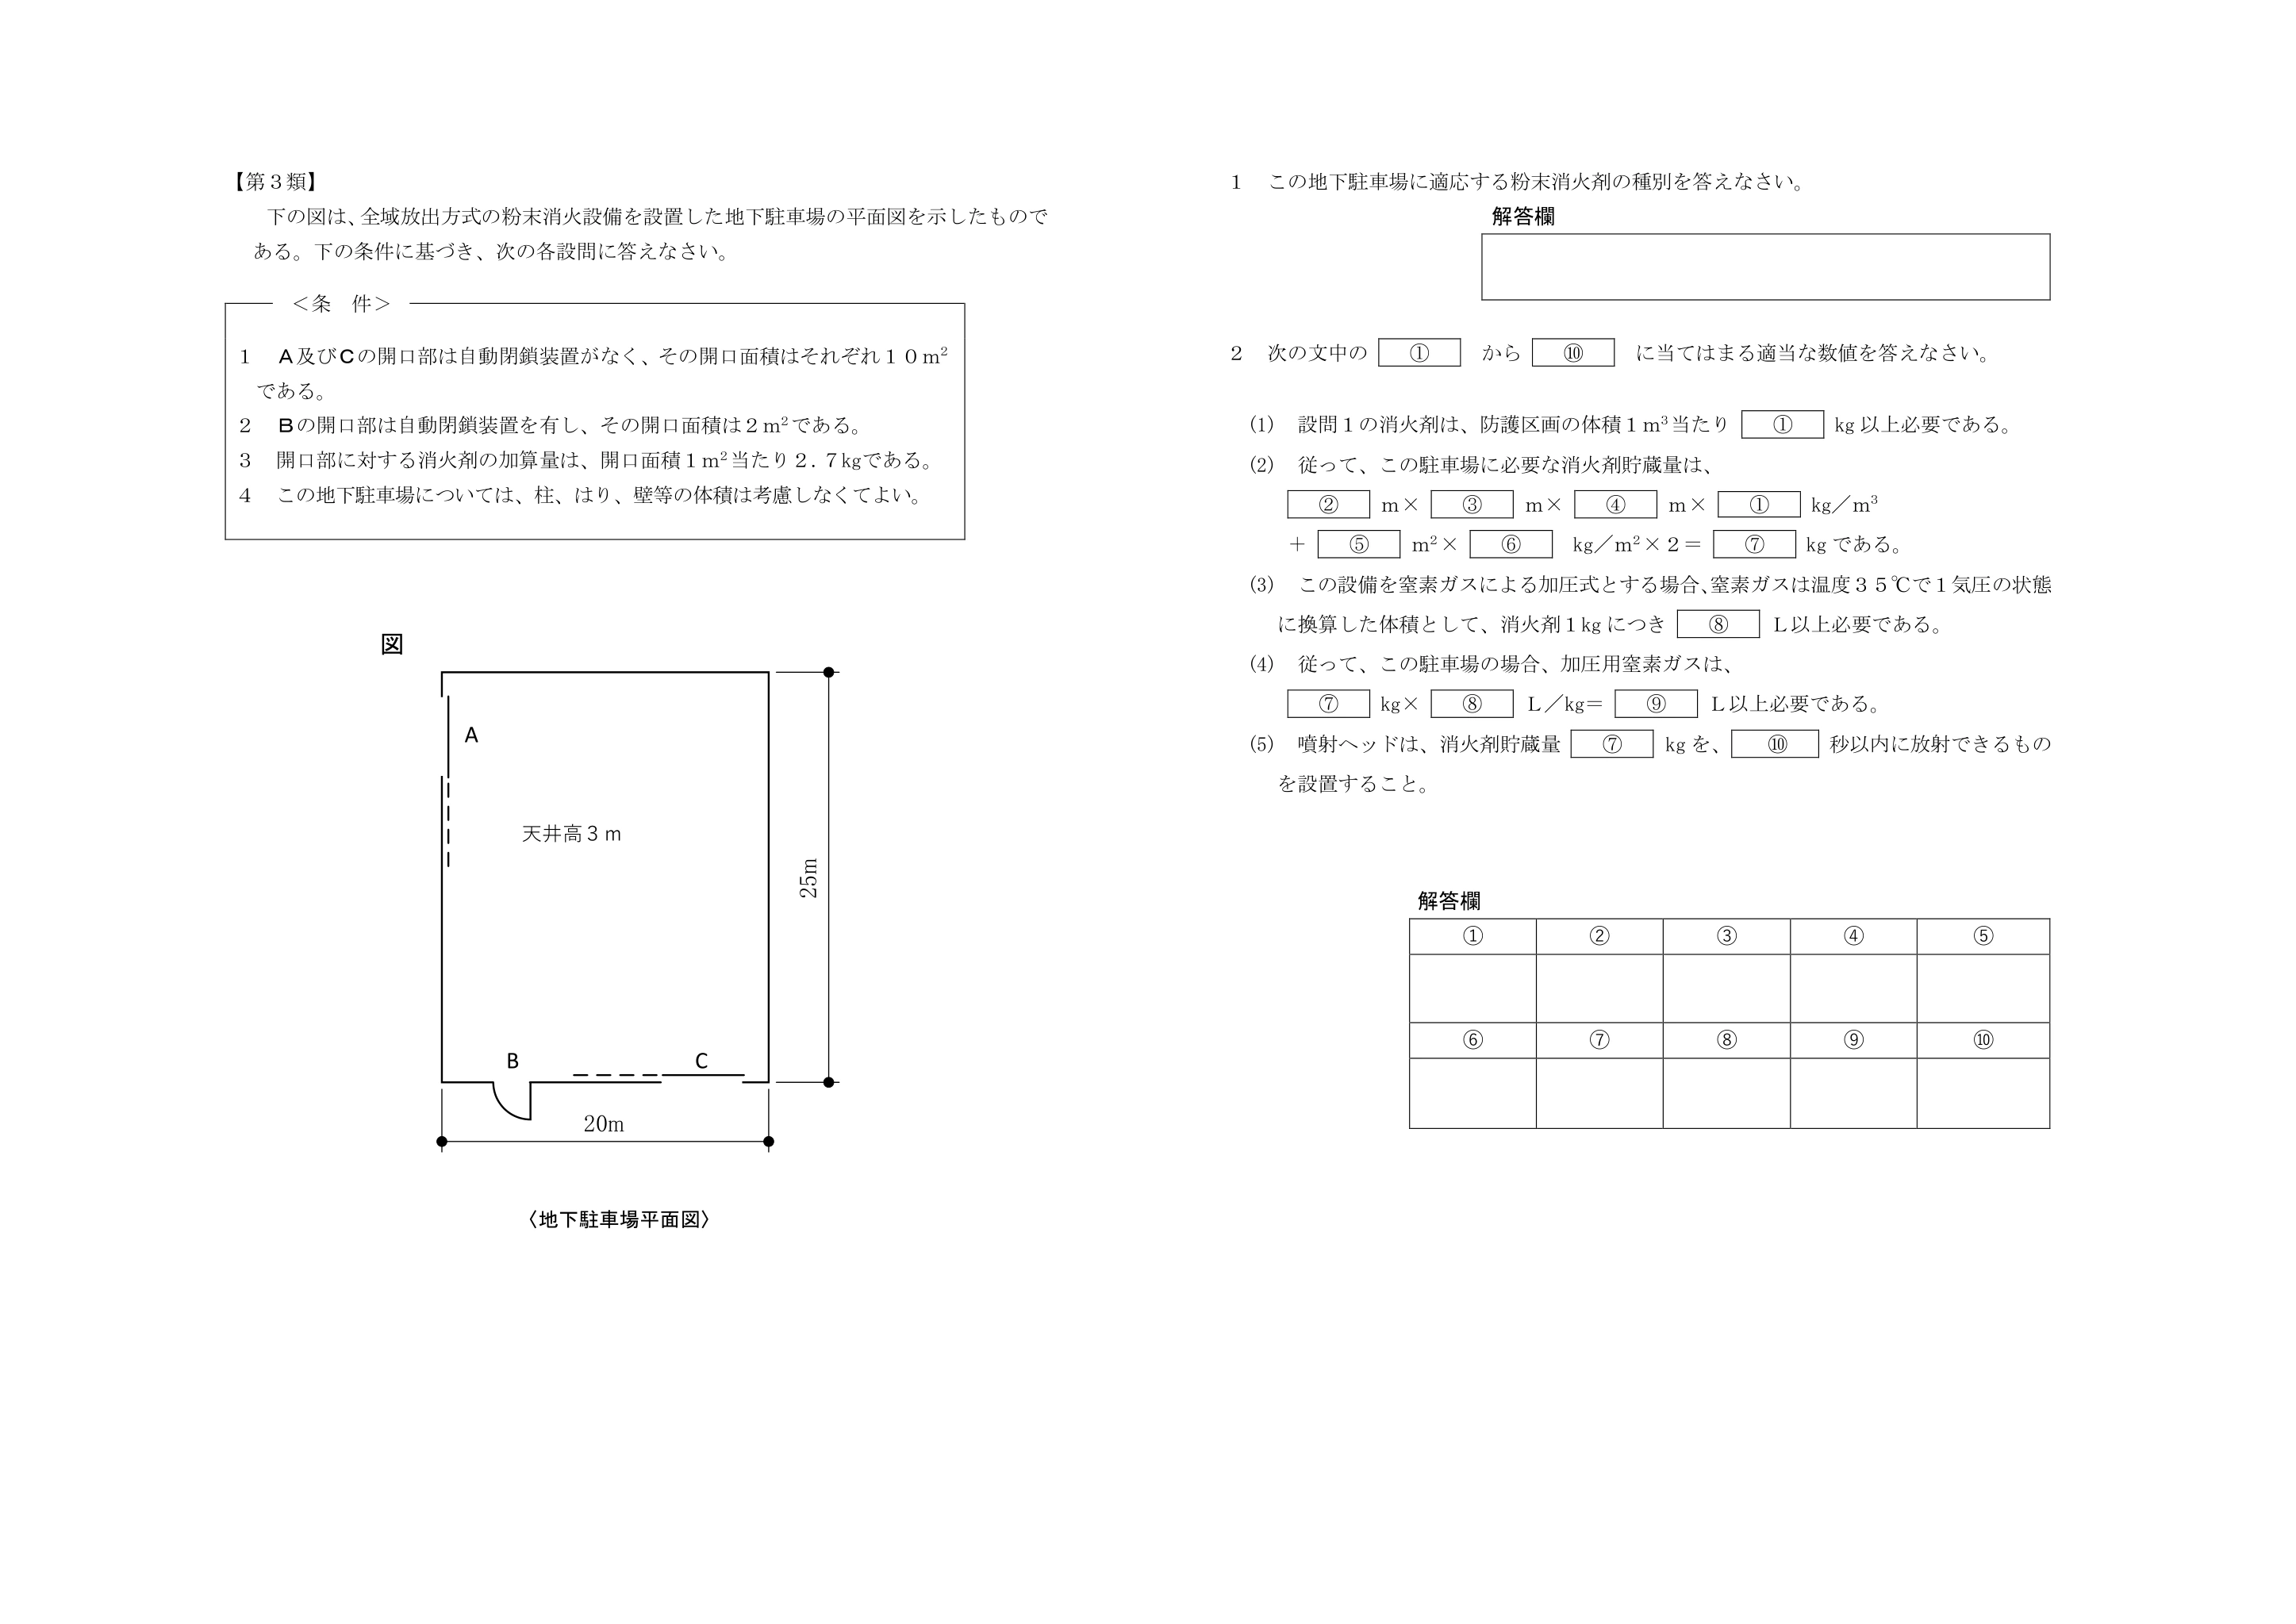 【第３類】
下の図は、全域放出方式の粉末消火設備を設置した地下駐車場の平面図を示したもので
ある。下の条件に基づき、次の各設問に答えなさい。
＜条　件＞
１　Ａ及びＣの開口部は自動閉鎖装置がなく、その開口面積はそれぞれ１０ｍ²
である。
２　Ｂの開口部は自動閉鎖装置を有し、その開口面積は２ｍ²である。
３　開口部に対する消火剤の加算量は、開口面積１ｍ²当たり２．７kgである。
４　この地下駐車場については、柱、はり、壁等の体積は考慮しなくてよい。
図
A
天井高３ｍ
25m
B
C
20m
〈地下駐車場平面図〉
１　この地下駐車場に適応する粉末消火剤の種別を答えなさい。
解答欄
２　次の文中の ① から ⑩ に当てはまる適当な数値を答えなさい。
(1)　設問１の消火剤は、防護区画の体積１ｍ³当たり ① kg 以上必要である。
(2)　従って、この駐車場に必要な消火剤貯蔵量は、
② ｍ× ③ ｍ× ④ ｍ× ① kg／m³
＋ ⑤ m²× ⑥ kg／m²×２＝ ⑦ kg である。
(3)　この設備を窒素ガスによる加圧式とする場合、窒素ガスは温度３５℃で１気圧の状態
に換算した体積として、消火剤１kg につき ⑧ Ｌ以上必要である。
(4)　従って、この駐車場の場合、加圧用窒素ガスは、
⑦ kg× ⑧ Ｌ／kg＝ ⑨ Ｌ以上必要である。
(5)　噴射ヘッドは、消火剤貯蔵量 ⑦ kg を、 ⑩ 秒以内に放射できるもの
を設置すること。
解答欄
① ② ③ ④ ⑤
⑥ ⑦ ⑧ ⑨ ⑩